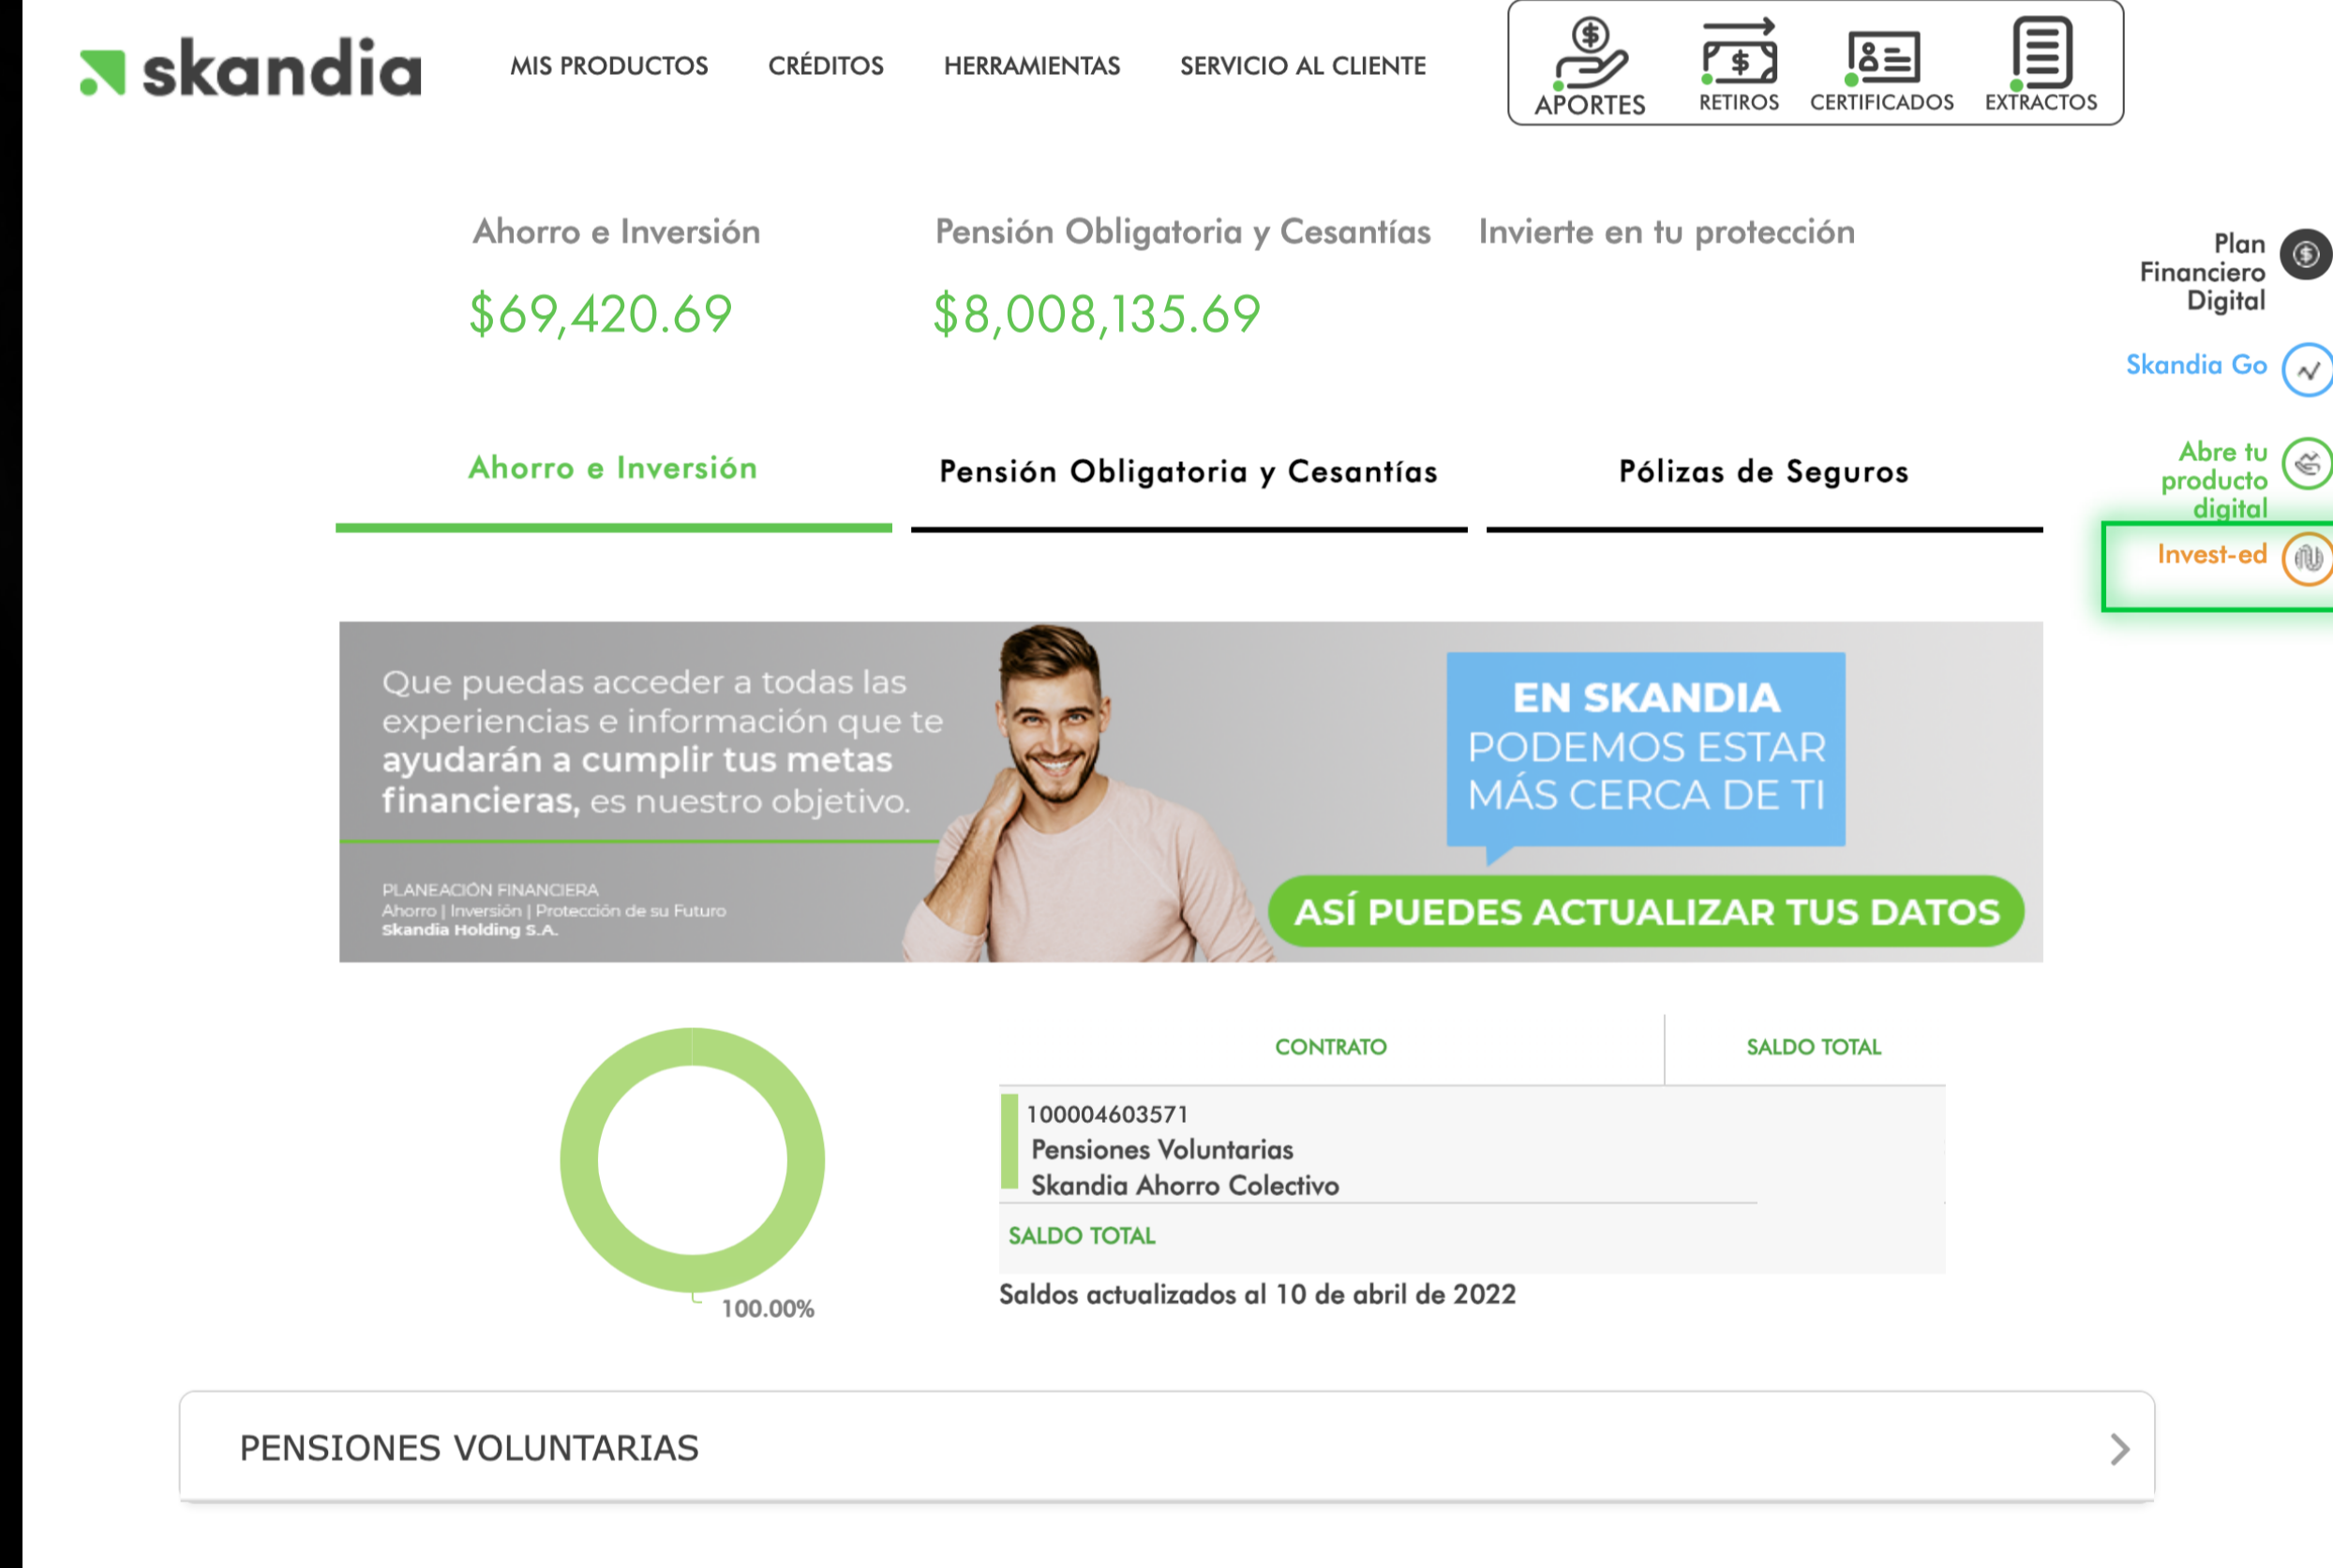 skandia
MIS PRODUCTOS
CRÉDITOS
HERRAMIENTAS
SERVICIO AL CLIENTE
APORTES
RETIROS
CERTIFICADOS
EXTRACTOS
Ahorro e Inversión
$69,420.69
Pensión Obligatoria y Cesantías
$8,008,135.69
Invierte en tu protección
Plan
Financiero
Digital
Skandia Go
Abre tu
producto
digital
Invest-ed
Ahorro e Inversión
Pensión Obligatoria y Cesantías
Pólizas de Seguros
Que puedas acceder a todas las
experiencias e información que te
ayudarán a cumplir tus metas
financieras, es nuestro objetivo.
PLANEACIÓN FINANCIERA
Ahorro | Inversión | Protección de su Futuro
Skandia Holding S.A.
EN SKANDIA
PODEMOS ESTAR
MÁS CERCA DE TI
ASÍ PUEDES ACTUALIZAR TUS DATOS
100.00%
CONTRATO
SALDO TOTAL
100004603571
Pensiones Voluntarias
Skandia Ahorro Colectivo
SALDO TOTAL
Saldos actualizados al 10 de abril de 2022
PENSIONES VOLUNTARIAS